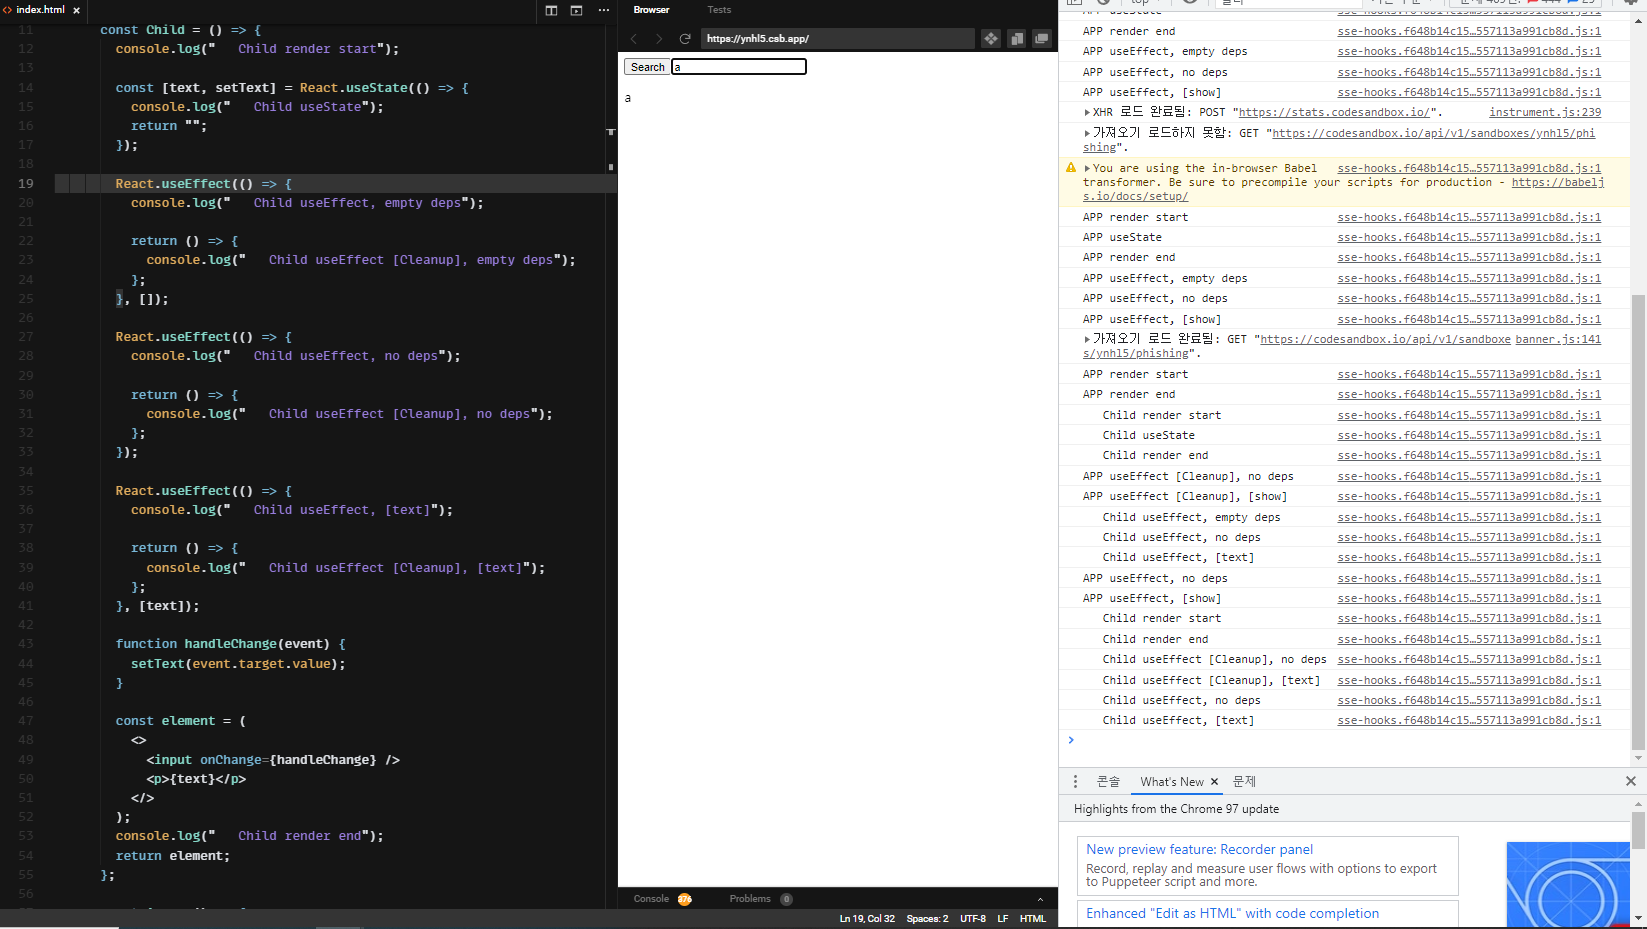 index.html ×
11 const Child = () => {
12 console.log("   Child render start");
13
14 const [text, setText] = React.useState(() => {
15 console.log("   Child useState");
16 return "";
17 });
18
19 React.useEffect(() => {
20 console.log("   Child useEffect, empty deps");
21
22 return () => {
23 console.log("   Child useEffect [Cleanup], empty deps");
24 };
25 }, []);
26
27 React.useEffect(() => {
28 console.log("   Child useEffect, no deps");
29
30 return () => {
31 console.log("   Child useEffect [Cleanup], no deps");
32 };
33 });
34
35 React.useEffect(() => {
36 console.log("   Child useEffect, [text]");
37
38 return () => {
39 console.log("   Child useEffect [Cleanup], [text]");
40 };
41 }, [text]);
42
43 function handleChange(event) {
44 setText(event.target.value);
45 }
46
47 const element = (
48 <>
49 <input onChange={handleChange} />
50 <p>{text}</p>
51 </>
52 );
53 console.log("   Child render end");
54 return element;
55 };
56
Browser Tests
https://ynhl5.csb.app/
Search a
a
Console 376 Problems 0
Ln 19, Col 32 Spaces: 2 UTF-8 LF HTML
APP render end sse-hooks.f648b14c15…557113a991cb8d.js:1
APP useEffect, empty deps sse-hooks.f648b14c15…557113a991cb8d.js:1
APP useEffect, no deps sse-hooks.f648b14c15…557113a991cb8d.js:1
APP useEffect, [show] sse-hooks.f648b14c15…557113a991cb8d.js:1
XHR 로드 완료됨: POST "https://stats.codesandbox.io/". instrument.js:239
가져오기 로드하지 못함: GET "https://codesandbox.io/api/v1/sandboxes/ynhl5/phi
shing".
You are using the in-browser Babel sse-hooks.f648b14c15…557113a991cb8d.js:1
transformer. Be sure to precompile your scripts for production - https://babelj
s.io/docs/setup/
APP render start sse-hooks.f648b14c15…557113a991cb8d.js:1
APP useState sse-hooks.f648b14c15…557113a991cb8d.js:1
APP render end sse-hooks.f648b14c15…557113a991cb8d.js:1
APP useEffect, empty deps sse-hooks.f648b14c15…557113a991cb8d.js:1
APP useEffect, no deps sse-hooks.f648b14c15…557113a991cb8d.js:1
APP useEffect, [show] sse-hooks.f648b14c15…557113a991cb8d.js:1
가져오기 로드 완료됨: GET "https://codesandbox.io/api/v1/sandboxe banner.js:141
s/ynhl5/phishing".
APP render start sse-hooks.f648b14c15…557113a991cb8d.js:1
APP render end sse-hooks.f648b14c15…557113a991cb8d.js:1
Child render start sse-hooks.f648b14c15…557113a991cb8d.js:1
Child useState sse-hooks.f648b14c15…557113a991cb8d.js:1
Child render end sse-hooks.f648b14c15…557113a991cb8d.js:1
APP useEffect [Cleanup], no deps sse-hooks.f648b14c15…557113a991cb8d.js:1
APP useEffect [Cleanup], [show] sse-hooks.f648b14c15…557113a991cb8d.js:1
Child useEffect, empty deps sse-hooks.f648b14c15…557113a991cb8d.js:1
Child useEffect, no deps sse-hooks.f648b14c15…557113a991cb8d.js:1
Child useEffect, [text] sse-hooks.f648b14c15…557113a991cb8d.js:1
APP useEffect, no deps sse-hooks.f648b14c15…557113a991cb8d.js:1
APP useEffect, [show] sse-hooks.f648b14c15…557113a991cb8d.js:1
Child render start sse-hooks.f648b14c15…557113a991cb8d.js:1
Child render end sse-hooks.f648b14c15…557113a991cb8d.js:1
Child useEffect [Cleanup], no deps sse-hooks.f648b14c15…557113a991cb8d.js:1
Child useEffect [Cleanup], [text] sse-hooks.f648b14c15…557113a991cb8d.js:1
Child useEffect, no deps sse-hooks.f648b14c15…557113a991cb8d.js:1
Child useEffect, [text] sse-hooks.f648b14c15…557113a991cb8d.js:1
콘솔 What's New × 문제
Highlights from the Chrome 97 update
New preview feature: Recorder panel
Record, replay and measure user flows with options to export
to Puppeteer script and more.
Enhanced "Edit as HTML" with code completion